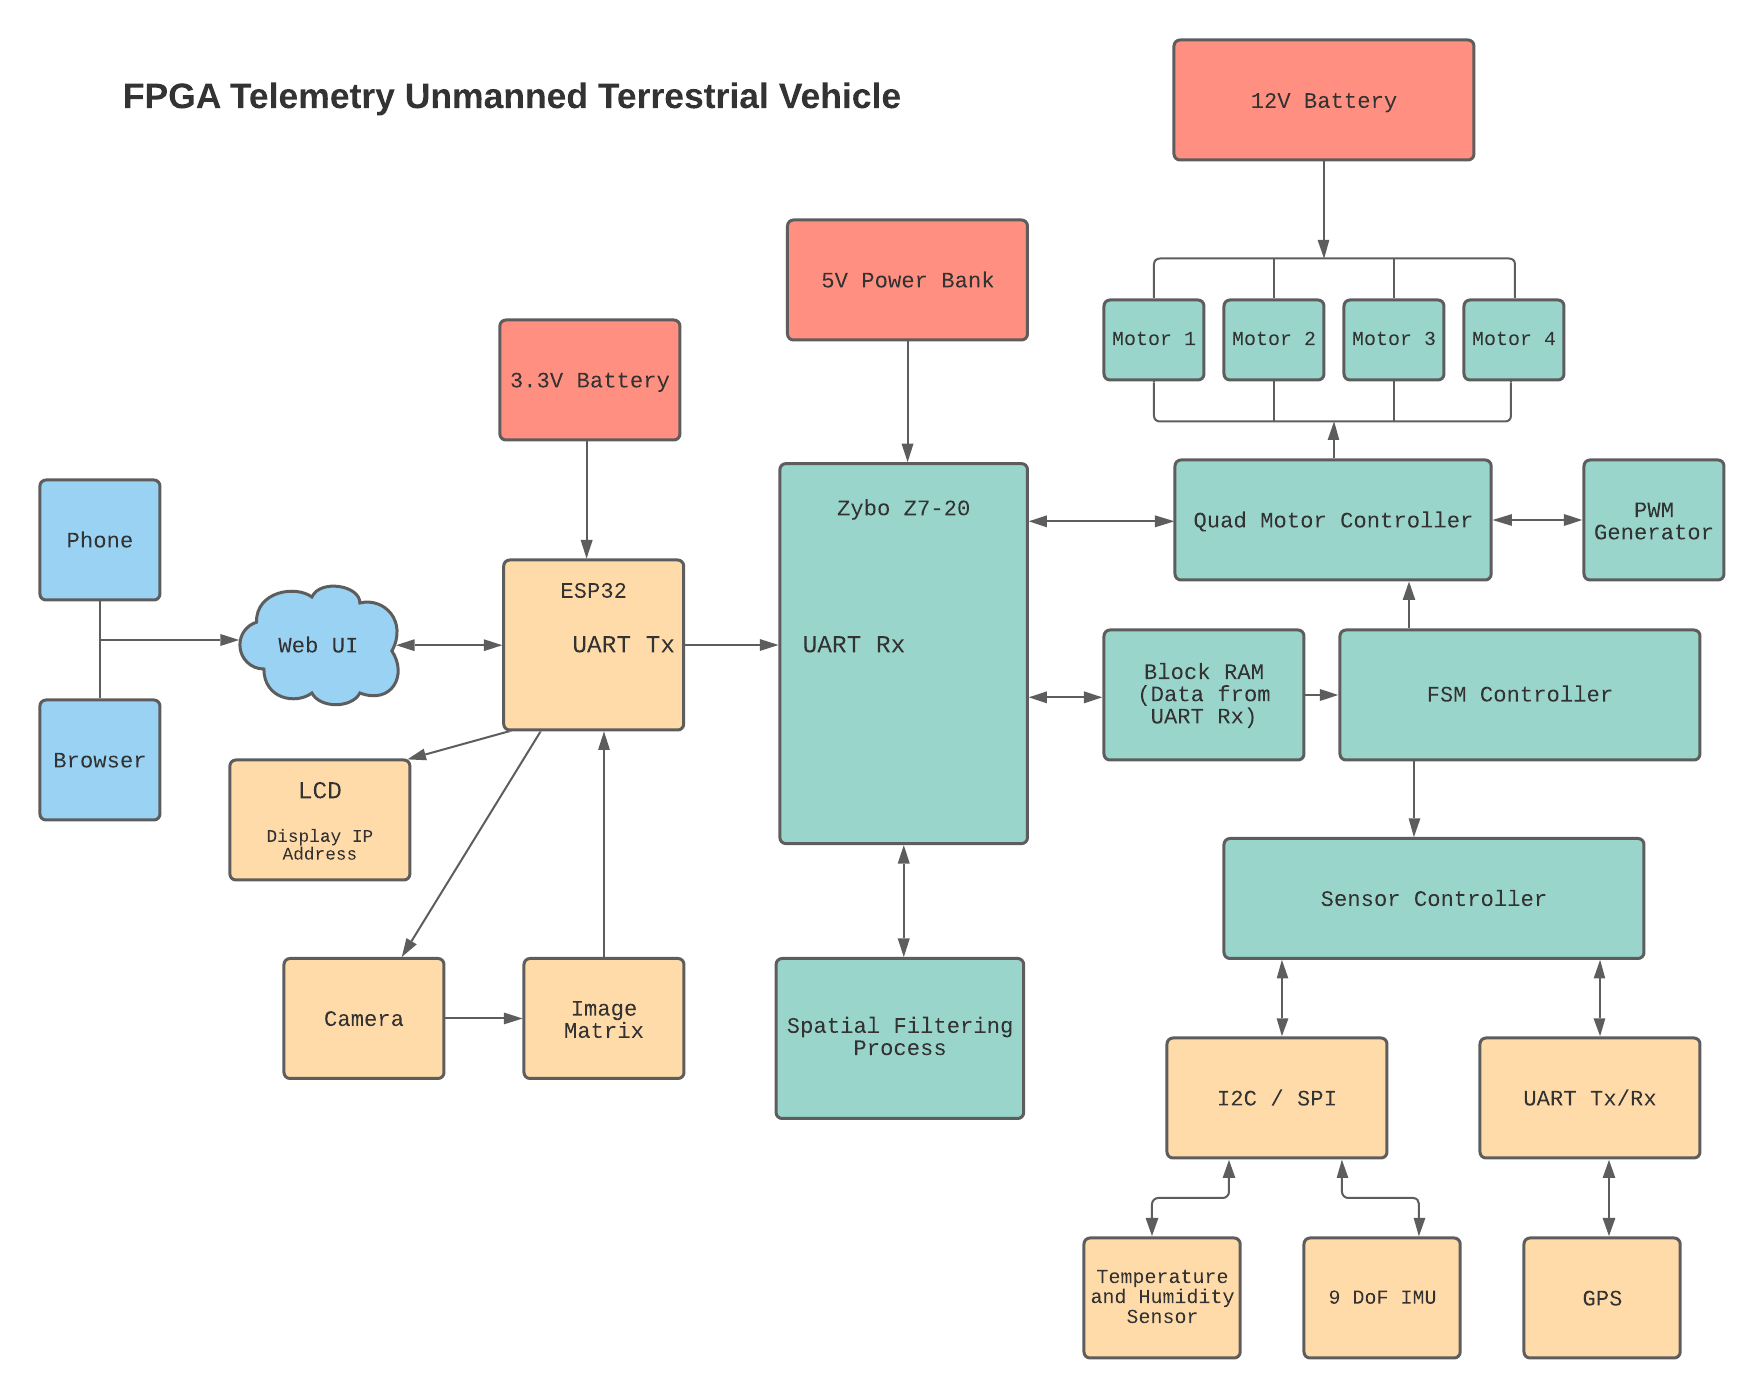 FPGA Telemetry Unmanned Terrestrial Vehicle
12V Battery
5V Power Bank
3.3V Battery
Motor 1
Motor 2
Motor 3
Motor 4
Phone
Browser
Web UI
ESP32
UART Tx
Zybo Z7-20
UART Rx
Quad Motor Controller
PWM
Generator
Block RAM
(Data from
UART Rx)
FSM Controller
LCD
Display IP
Address
Camera
Image
Matrix
Spatial Filtering
Process
Sensor Controller
I2C / SPI
UART Tx/Rx
Temperature
and Humidity
Sensor
9 DoF IMU
GPS